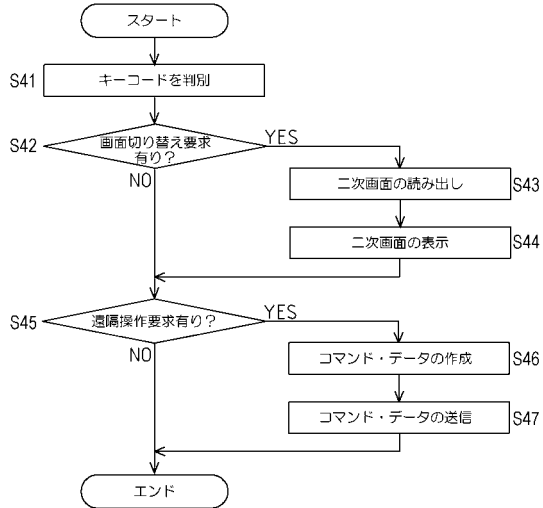 スタート
S41
キーコードを判別
S42
画面切り替え要求
有り？
YES
NO
二次画面の読み出し
S43
二次画面の表示
S44
S45
遠隔操作要求有り？
YES
NO
コマンド・データの作成
S46
コマンド・データの送信
S47
エンド